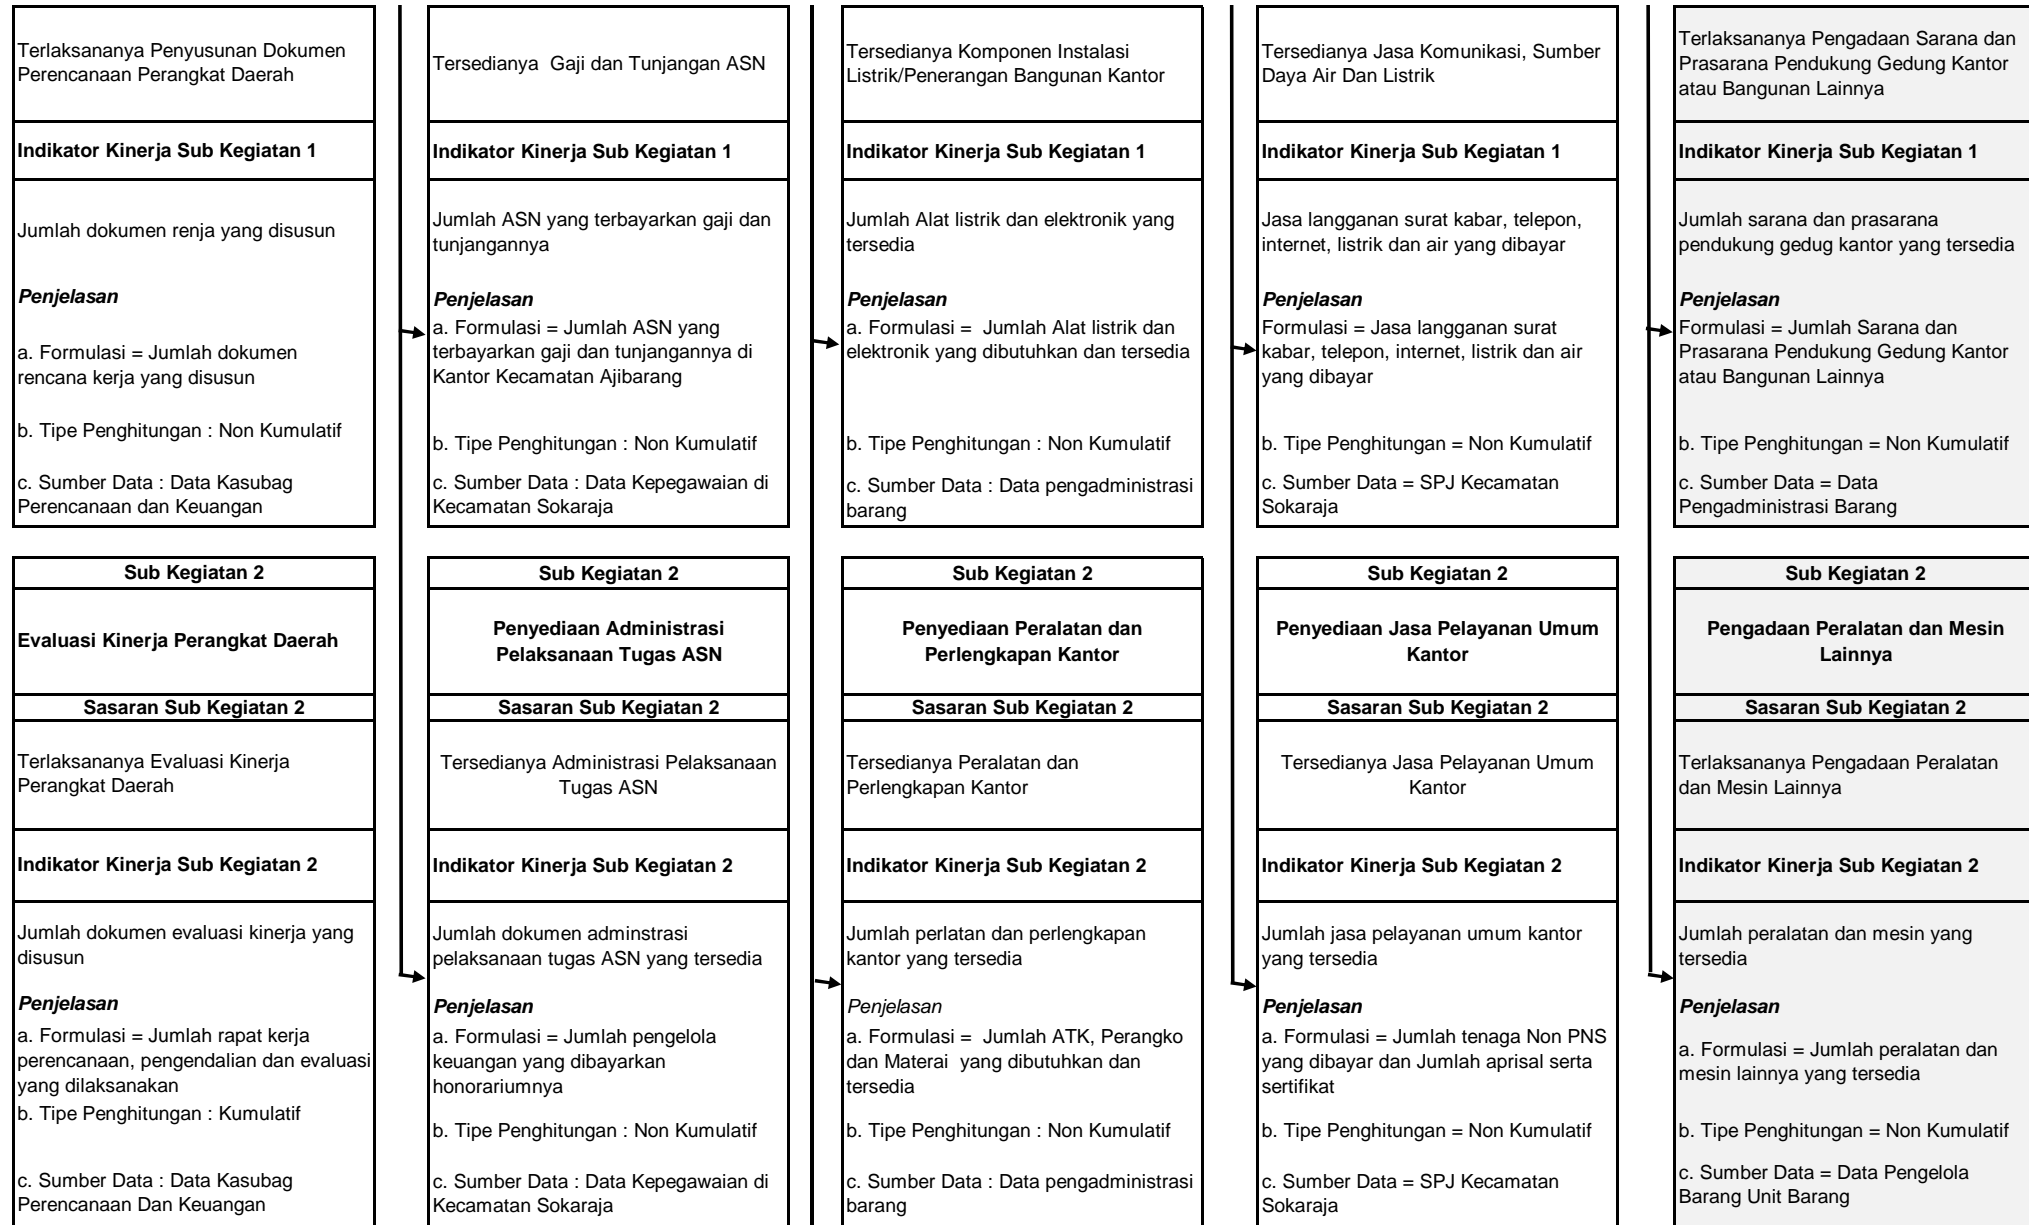 Terlaksananya Penyusunan Dokumen
Perencanaan Perangkat Daerah
Indikator Kinerja Sub Kegiatan 1
Jumlah dokumen renja yang disusun
Penjelasan
a. Formulasi = Jumlah dokumen
rencana kerja yang disusun
b. Tipe Penghitungan : Non Kumulatif
c. Sumber Data : Data Kasubag
Perencanaan dan Keuangan
Tersedianya  Gaji dan Tunjangan ASN
Indikator Kinerja Sub Kegiatan 1
Jumlah ASN yang terbayarkan gaji dan
tunjangannya
Penjelasan
a. Formulasi = Jumlah ASN yang
terbayarkan gaji dan tunjangannya di
Kantor Kecamatan Ajibarang
b. Tipe Penghitungan : Non Kumulatif
c. Sumber Data : Data Kepegawaian di
Kecamatan Sokaraja
Tersedianya Komponen Instalasi
Listrik/Penerangan Bangunan Kantor
Indikator Kinerja Sub Kegiatan 1
Jumlah Alat listrik dan elektronik yang
tersedia
Penjelasan
a. Formulasi =  Jumlah Alat listrik dan
elektronik yang dibutuhkan dan tersedia
b. Tipe Penghitungan : Non Kumulatif
c. Sumber Data : Data pengadministrasi
barang
Tersedianya Jasa Komunikasi, Sumber
Daya Air Dan Listrik
Indikator Kinerja Sub Kegiatan 1
Jasa langganan surat kabar, telepon,
internet, listrik dan air yang dibayar
Penjelasan
Formulasi = Jasa langganan surat
kabar, telepon, internet, listrik dan air
yang dibayar
b. Tipe Penghitungan = Non Kumulatif
c. Sumber Data = SPJ Kecamatan
Sokaraja
Terlaksananya Pengadaan Sarana dan
Prasarana Pendukung Gedung Kantor
atau Bangunan Lainnya
Indikator Kinerja Sub Kegiatan 1
Jumlah sarana dan prasarana
pendukung gedug kantor yang tersedia
Penjelasan
Formulasi = Jumlah Sarana dan
Prasarana Pendukung Gedung Kantor
atau Bangunan Lainnya
b. Tipe Penghitungan = Non Kumulatif
c. Sumber Data = Data
Pengadministrasi Barang
Sub Kegiatan 2
Evaluasi Kinerja Perangkat Daerah
Sasaran Sub Kegiatan 2
Terlaksananya Evaluasi Kinerja
Perangkat Daerah
Indikator Kinerja Sub Kegiatan 2
Jumlah dokumen evaluasi kinerja yang
disusun
Penjelasan
a. Formulasi = Jumlah rapat kerja
perencanaan, pengendalian dan evaluasi
yang dilaksanakan
b. Tipe Penghitungan : Kumulatif
c. Sumber Data : Data Kasubag
Perencanaan Dan Keuangan
Sub Kegiatan 2
Penyediaan Administrasi
Pelaksanaan Tugas ASN
Sasaran Sub Kegiatan 2
Tersedianya Administrasi Pelaksanaan
Tugas ASN
Indikator Kinerja Sub Kegiatan 2
Jumlah dokumen adminstrasi
pelaksanaan tugas ASN yang tersedia
Penjelasan
a. Formulasi = Jumlah pengelola
keuangan yang dibayarkan
honorariumnya
b. Tipe Penghitungan : Non Kumulatif
c. Sumber Data : Data Kepegawaian di
Kecamatan Sokaraja
Sub Kegiatan 2
Penyediaan Peralatan dan
Perlengkapan Kantor
Sasaran Sub Kegiatan 2
Tersedianya Peralatan dan
Perlengkapan Kantor
Indikator Kinerja Sub Kegiatan 2
Jumlah perlatan dan perlengkapan
kantor yang tersedia
Penjelasan
a. Formulasi =  Jumlah ATK, Perangko
dan Materai  yang dibutuhkan dan
tersedia
b. Tipe Penghitungan : Non Kumulatif
c. Sumber Data : Data pengadministrasi
barang
Sub Kegiatan 2
Penyediaan Jasa Pelayanan Umum
Kantor
Sasaran Sub Kegiatan 2
Tersedianya Jasa Pelayanan Umum
Kantor
Indikator Kinerja Sub Kegiatan 2
Jumlah jasa pelayanan umum kantor
yang tersedia
Penjelasan
a. Formulasi = Jumlah tenaga Non PNS
yang dibayar dan Jumlah aprisal serta
sertifikat
b. Tipe Penghitungan = Non Kumulatif
c. Sumber Data = SPJ Kecamatan
Sokaraja
Sub Kegiatan 2
Pengadaan Peralatan dan Mesin
Lainnya
Sasaran Sub Kegiatan 2
Terlaksananya Pengadaan Peralatan
dan Mesin Lainnya
Indikator Kinerja Sub Kegiatan 2
Jumlah peralatan dan mesin yang
tersedia
Penjelasan
a. Formulasi = Jumlah peralatan dan
mesin lainnya yang tersedia
b. Tipe Penghitungan = Non Kumulatif
c. Sumber Data = Data Pengelola
Barang Unit Barang